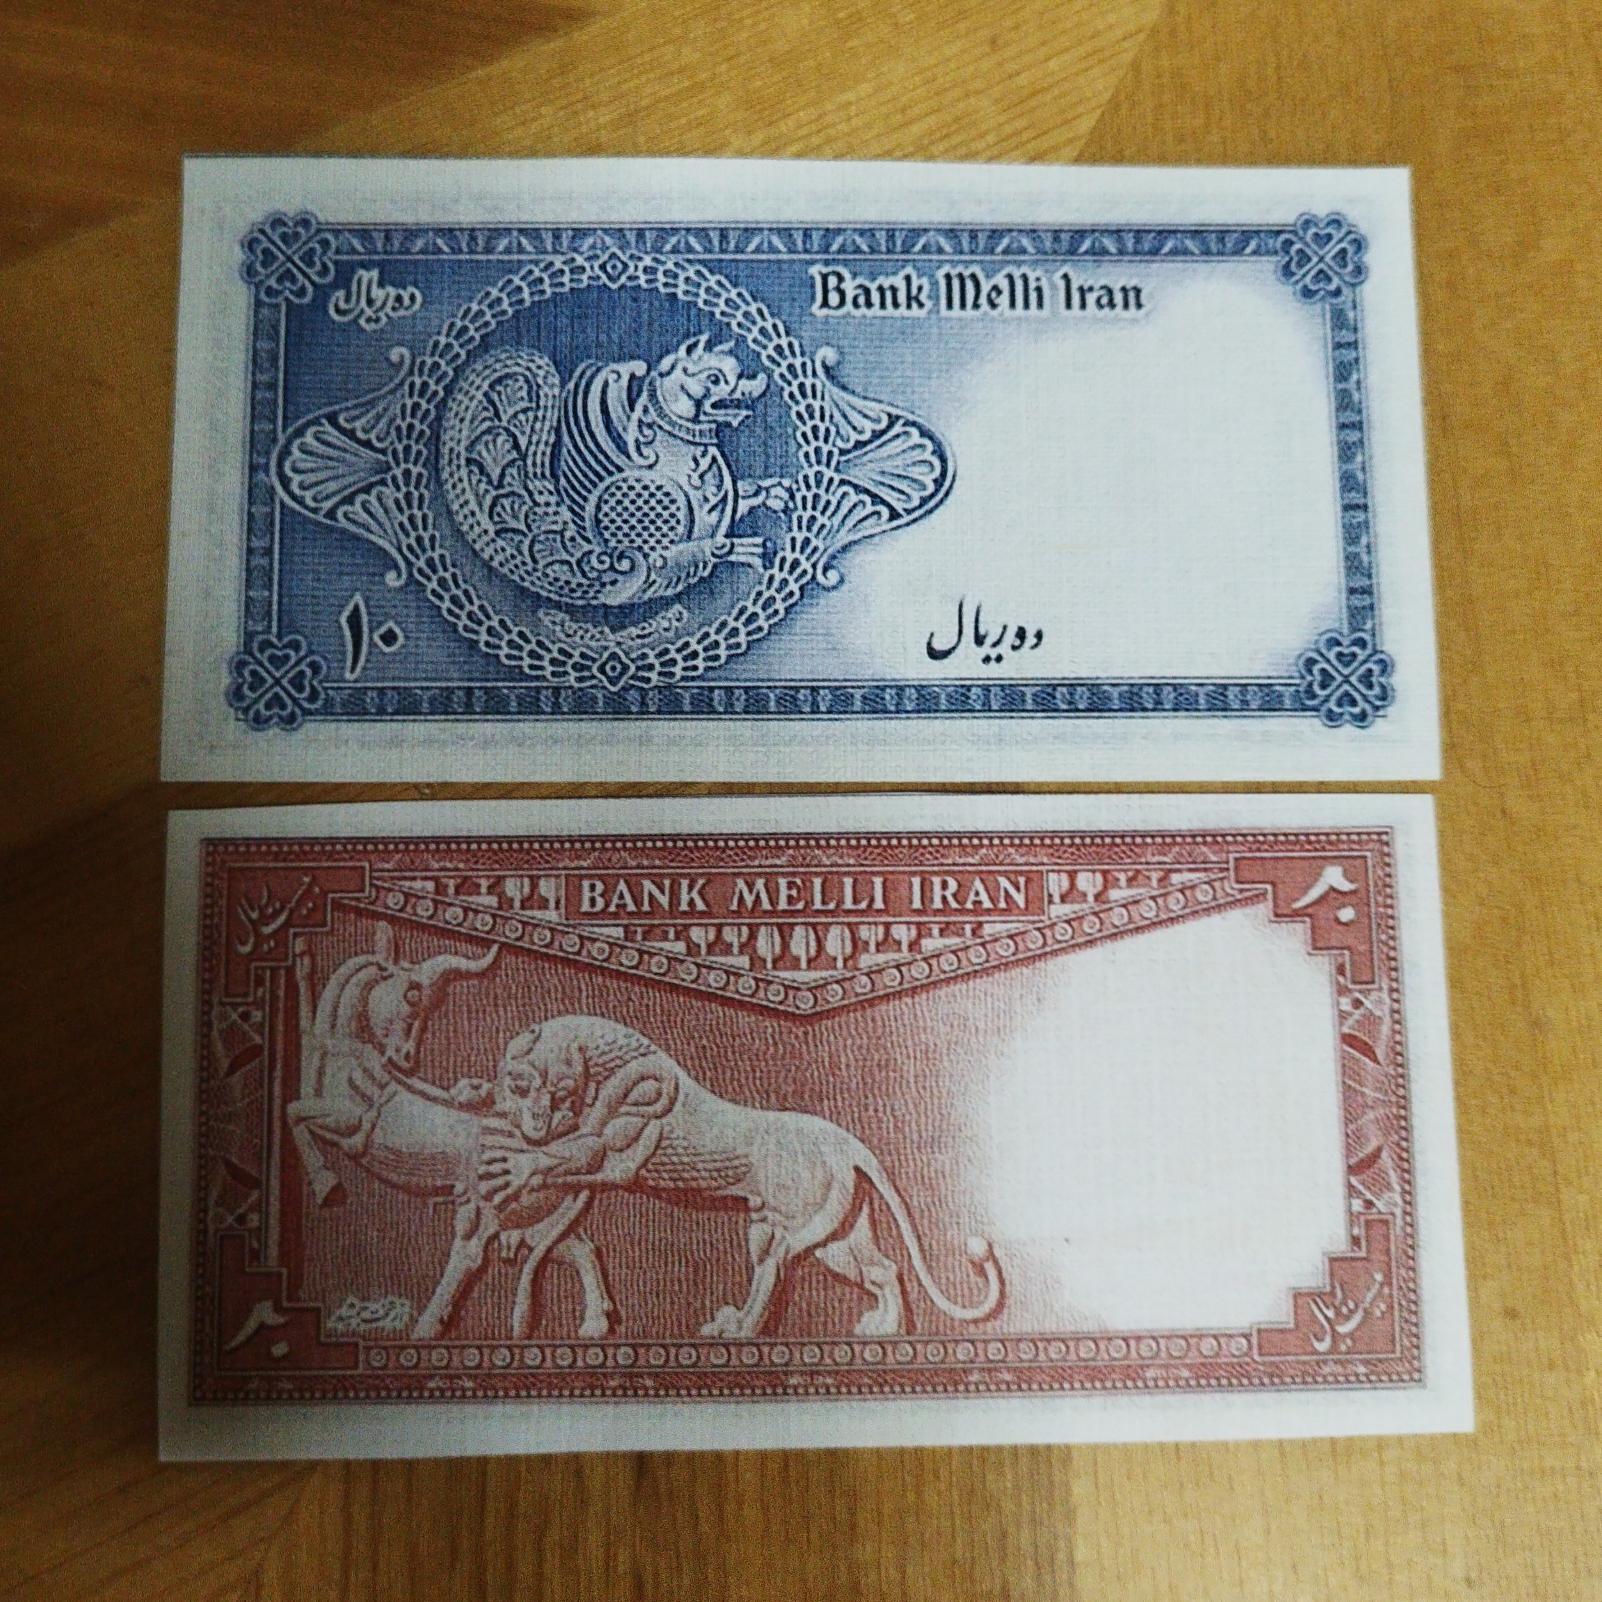 ده ریال
Bank Melli Iran
ده ریال
۱۰
بیست ریال
BANK MELLI IRAN
۲۰
۲۰
بیست ریال